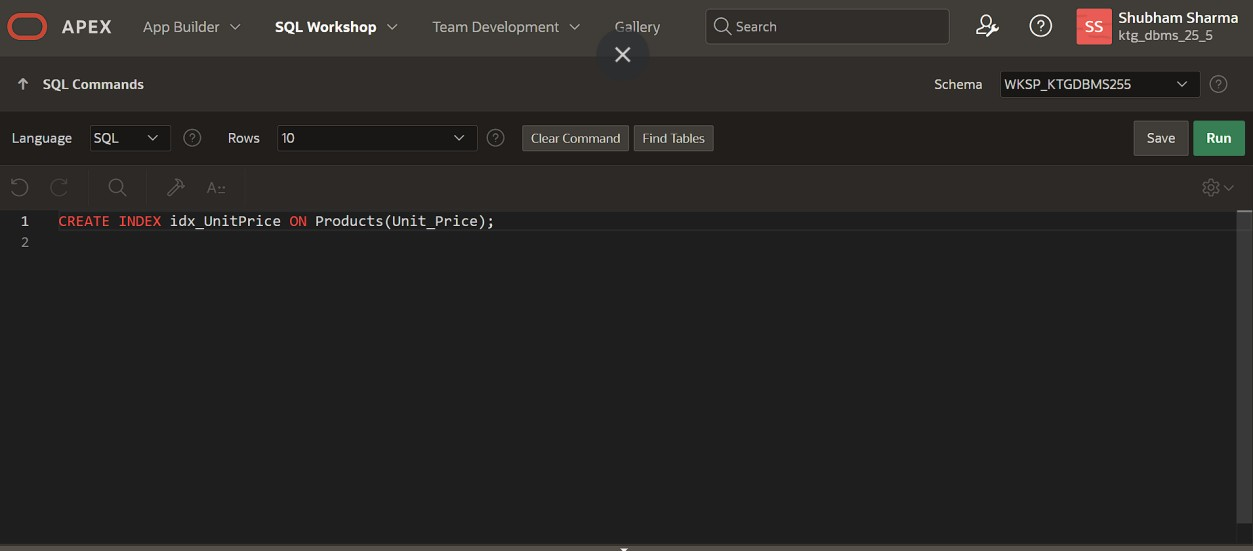 APEX App Builder SQL Workshop Team Development Gallery Search SS Shubham Sharma
ktg_dbms_25_5
SQL Commands Schema WKSP_KTGDBMS255
Language SQL Rows 10 Clear Command Find Tables Save Run
A
1 CREATE INDEX idx_UnitPrice ON Products(Unit_Price);
2